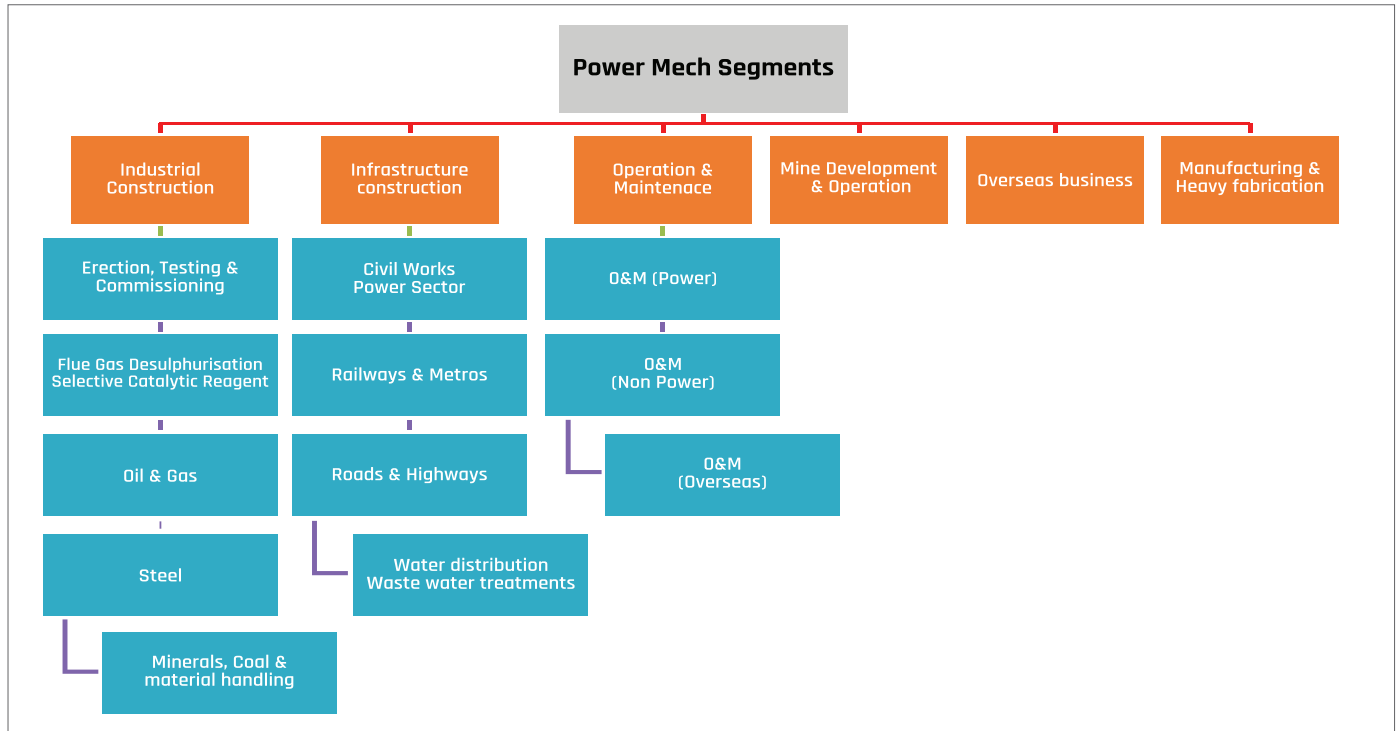 Power Mech Segments
Industrial
Construction
Infrastructure
construction
Operation &
Maintenace
Mine Development
& Operation
Overseas business
Manufacturing &
Heavy fabrication
Erection, Testing &
Commissioning
Civil Works
Power Sector
O&M (Power)
Flue Gas Desulphurisation
Selective Catalytic Reagent
Railways & Metros
O&M
(Non Power)
Oil & Gas
Roads & Highways
O&M
(Overseas)
Steel
Water distribution
Waste water treatments
Minerals, Coal &
material handling